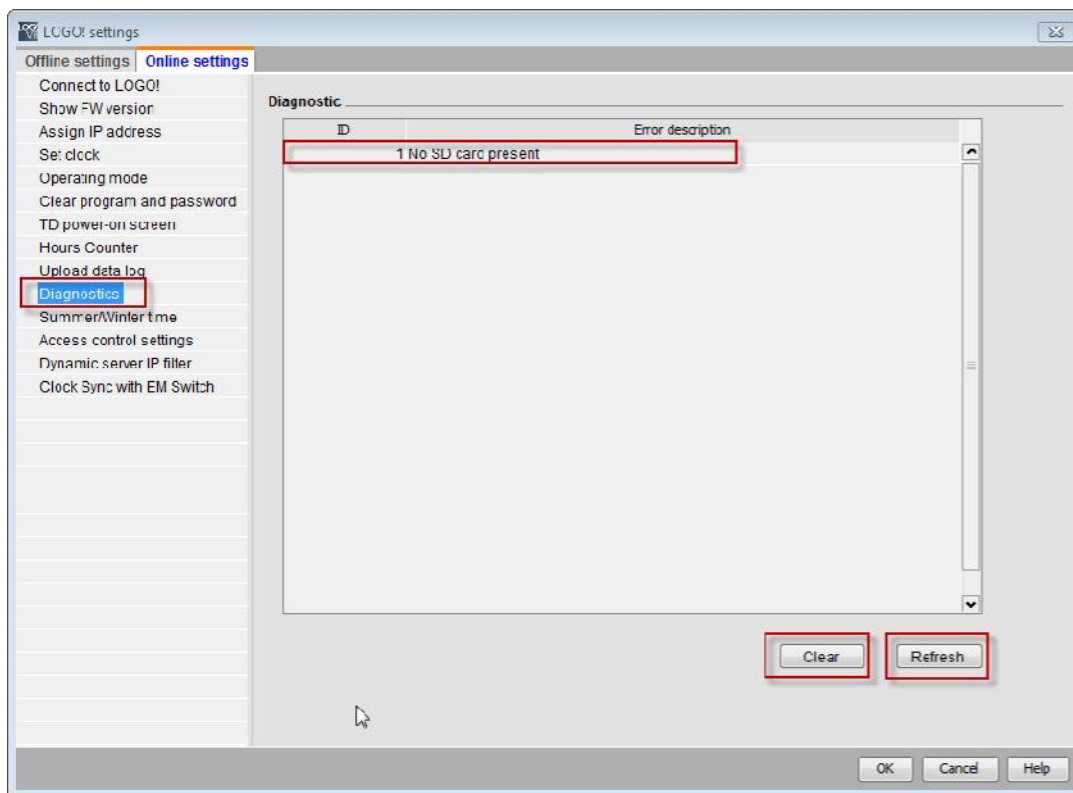 LOGO! settings
Offline settings
Online settings
Connect to LOGO!
Show FW version
Assign IP address
Set clock
Operating mode
Clear program and password
TD power-on screen
Hours Counter
Upload data log
Diagnostics
Summer/Winter time
Access control settings
Dynamic server IP filter
Clock Sync with EM Switch
Diagnostic
ID Error description
1 No SD card present
Clear Refresh
OK Cancel Help